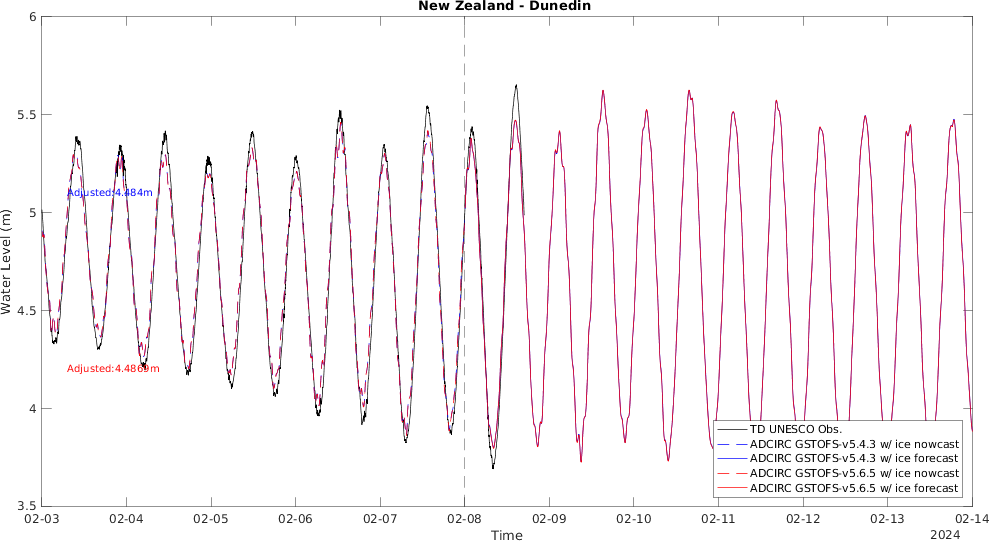 New Zealand - Dunedin
6
5.5
5
4.5
4
3.5
Water Level (m)
Adjusted:4.484m
Adjusted:4.4869m
TD UNESCO Obs.
ADCIRC GSTOFS-v5.4.3 w/ ice nowcast
ADCIRC GSTOFS-v5.4.3 w/ ice forecast
ADCIRC GSTOFS-v5.6.5 w/ ice nowcast
ADCIRC GSTOFS-v5.6.5 w/ ice forecast
02-03 02-04 02-05 02-06 02-07 02-08 02-09 02-10 02-11 02-12 02-13 02-14
Time
2024